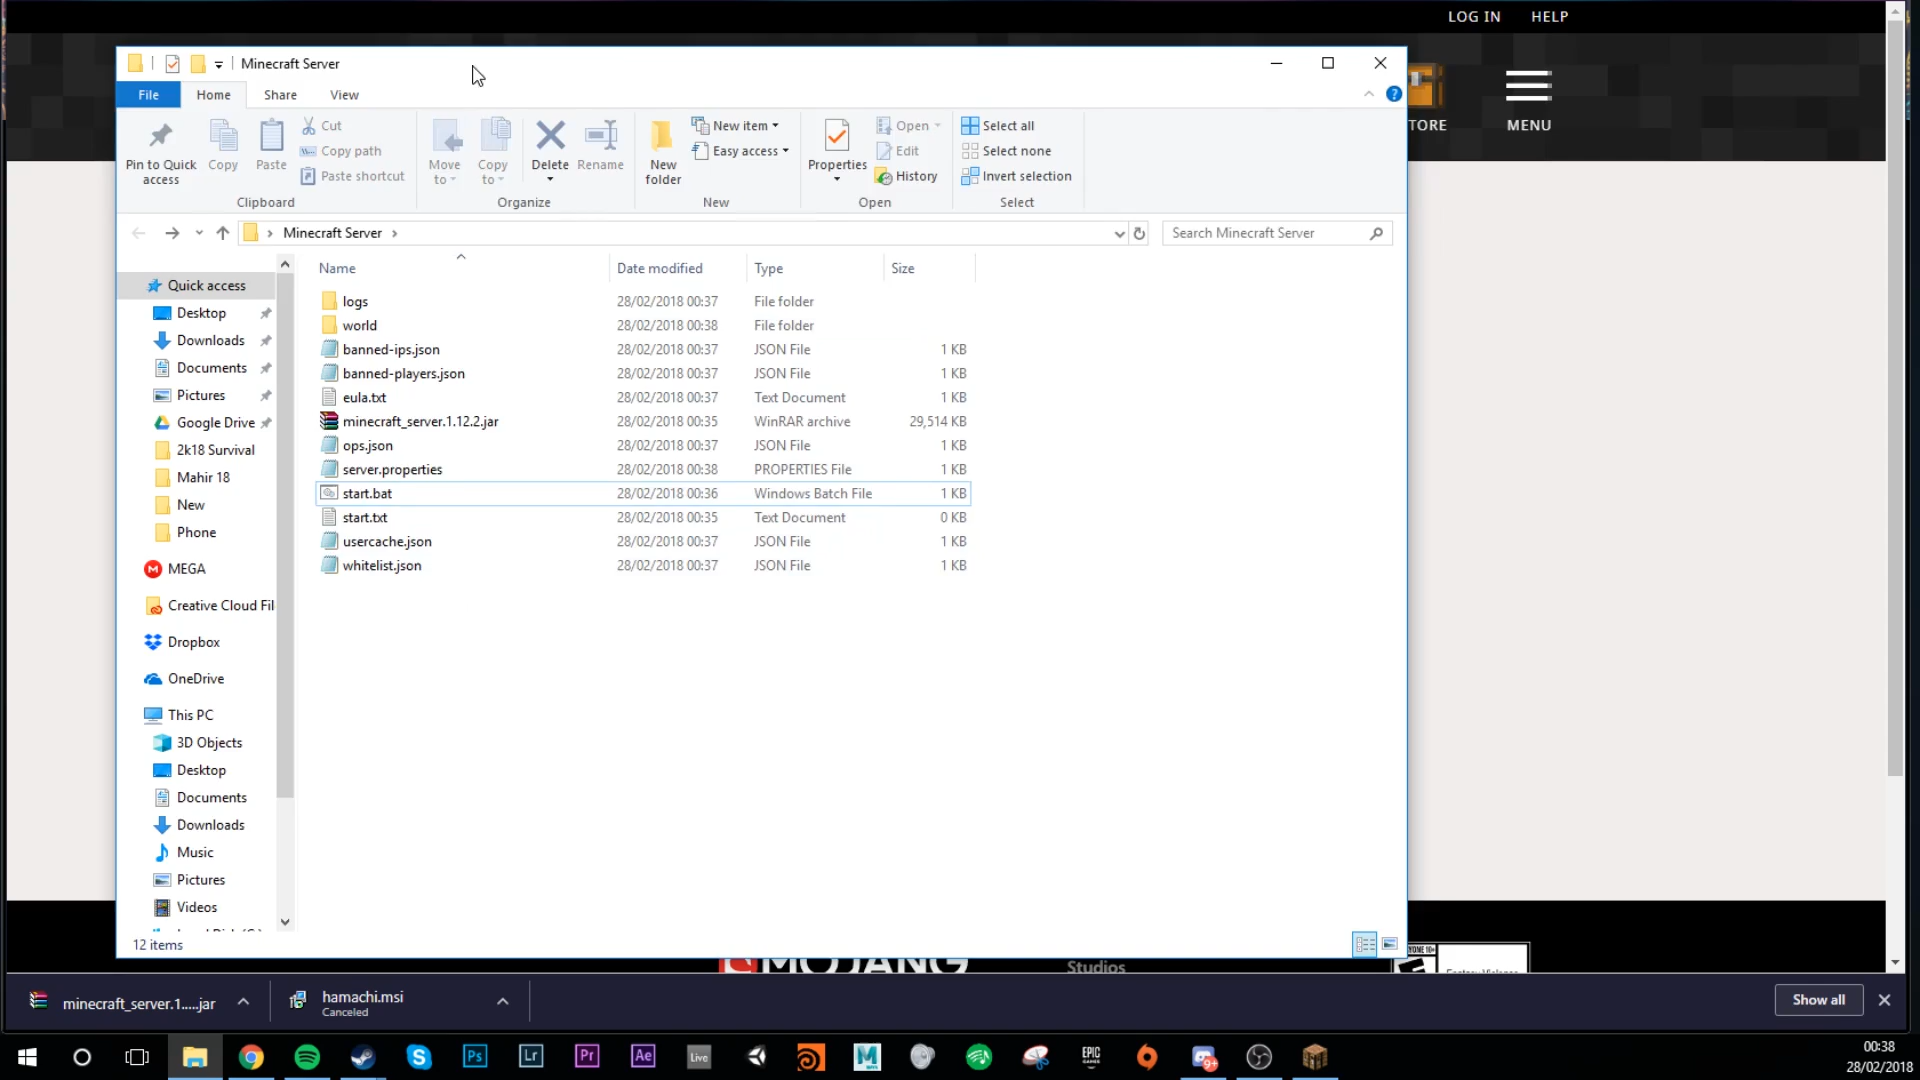 LOG IN HELP
Minecraft Server
File Home Share View
TORE MENU
Pin to Quick access
Copy
Paste
Cut
Copy path
Paste shortcut
Clipboard
Move to
Copy to
Delete
Rename
Organize
New folder
New item
Easy access
New
Properties
Open
Edit
History
Open
Select all
Select none
Invert selection
Select
Minecraft Server
Search Minecraft Server
Name Date modified Type Size
logs 28/02/2018 00:37 File folder
world 28/02/2018 00:38 File folder
banned-ips.json 28/02/2018 00:37 JSON File 1 KB
banned-players.json 28/02/2018 00:37 JSON File 1 KB
eula.txt 28/02/2018 00:37 Text Document 1 KB
minecraft_server.1.12.2.jar 28/02/2018 00:35 WinRAR archive 29,514 KB
ops.json 28/02/2018 00:37 JSON File 1 KB
server.properties 28/02/2018 00:38 PROPERTIES File 1 KB
start.bat 28/02/2018 00:36 Windows Batch File 1 KB
start.txt 28/02/2018 00:35 Text Document 0 KB
usercache.json 28/02/2018 00:37 JSON File 1 KB
whitelist.json 28/02/2018 00:37 JSON File 1 KB
Quick access
Desktop
Downloads
Documents
Pictures
Google Drive
2k18 Survival
Mahir 18
New
Phone
MEGA
Creative Cloud Fil
Dropbox
OneDrive
This PC
3D Objects
Desktop
Documents
Downloads
Music
Pictures
Videos
12 items
MOJANG Studios
minecraft_server.1.....jar
hamachi.msi
Canceled
Show all
Ps Lr Pr Ae Live
EPIC GAMES
9+
00:38
28/02/2018